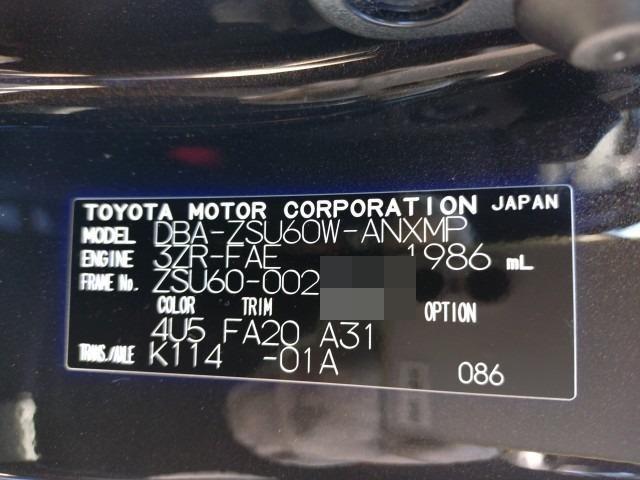 TOYOTA MOTOR CORPORATION JAPAN
MODEL DBA-ZSU60W-ANXMP
ENGINE 3ZR-FAE 1986 mL
FRAME No. ZSU60-002
COLOR TRIM OPTION
4U5 FA20 A31
TRANS./AXLE K114 -01A 086